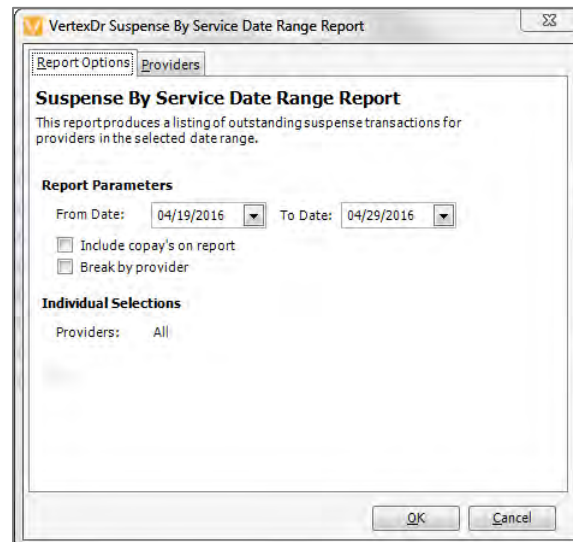 VertexDr Suspense By Service Date Range Report
Report Options Providers
Suspense By Service Date Range Report
This report produces a listing of outstanding suspense transactions for
providers in the selected date range.
Report Parameters
From Date: 04/19/2016 To Date: 04/29/2016
Include copay's on report
Break by provider
Individual Selections
Providers: All
OK Cancel